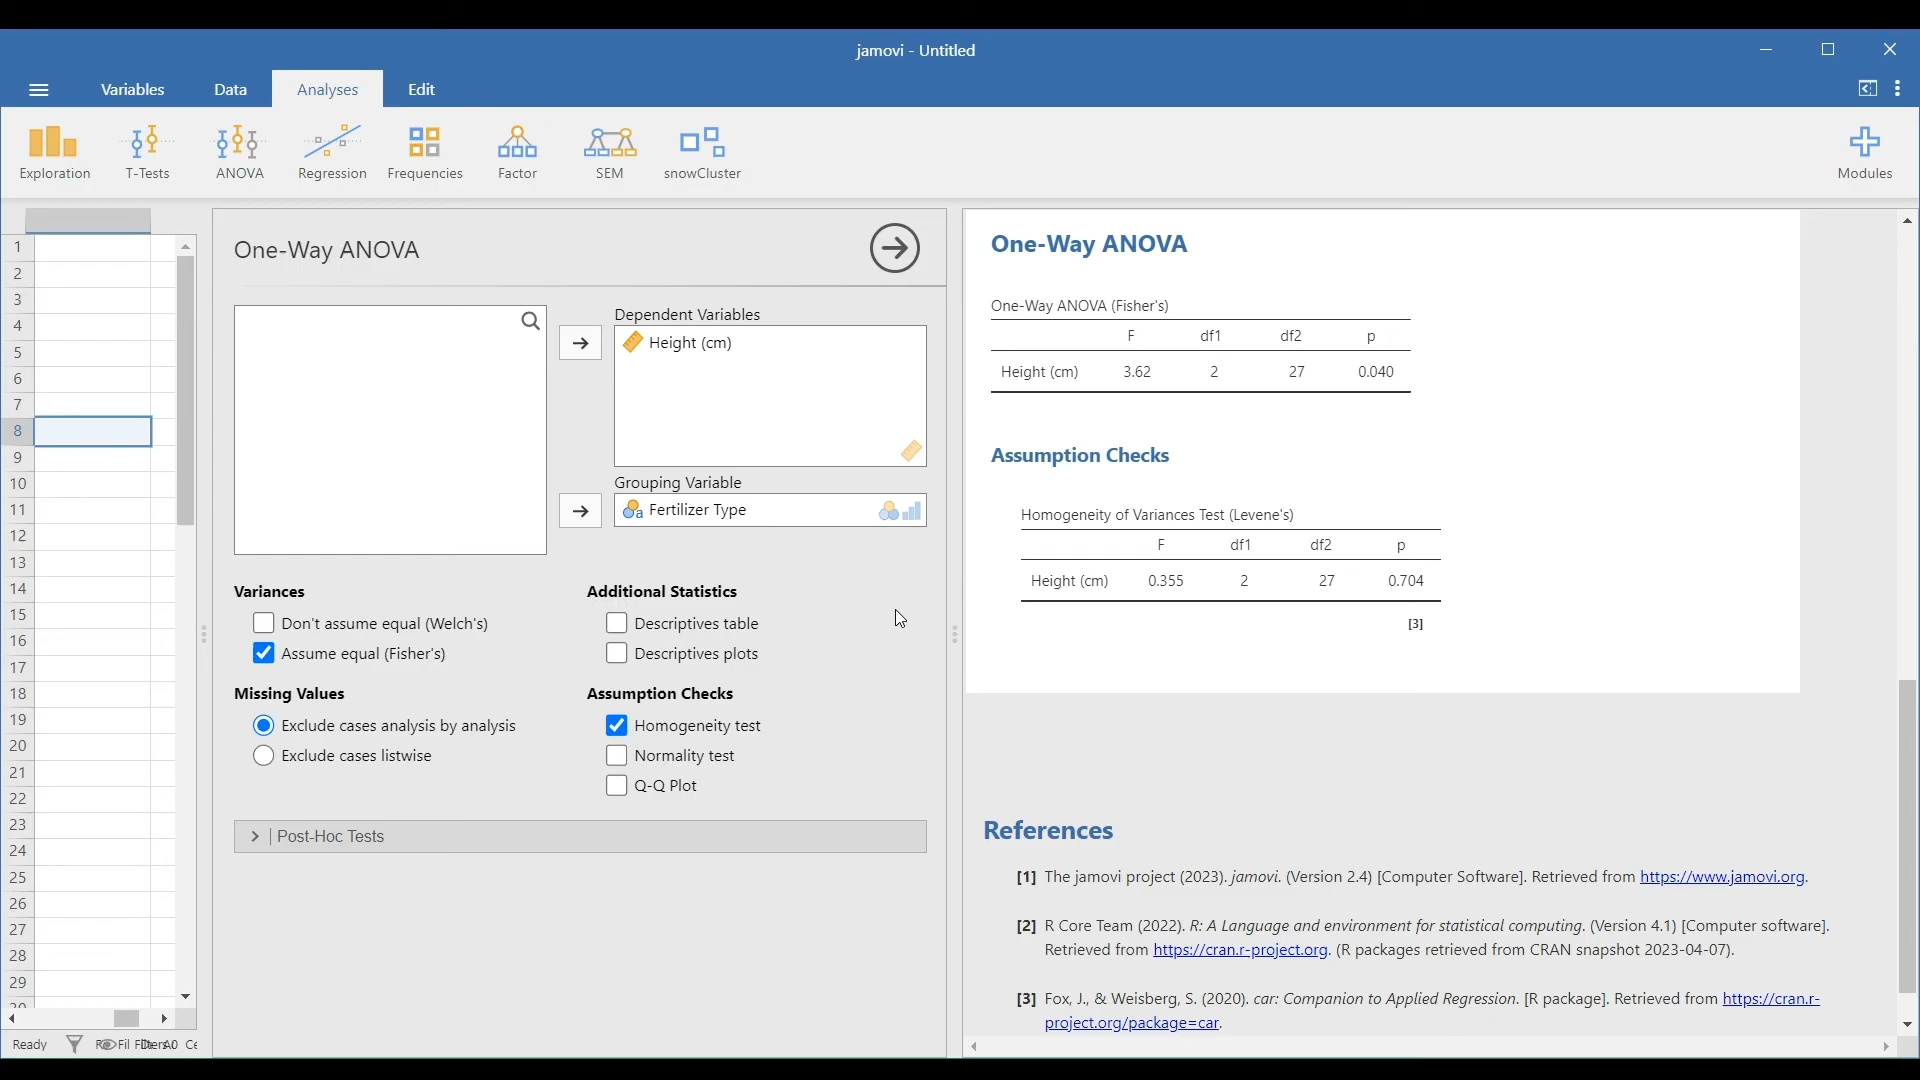 jamovi - Untitled
Variables Data Analyses Edit
Exploration T-Tests ANOVA Regression Frequencies Factor SEM snowCluster Modules
1
2
3
4
5
6
7
8
9
10
11
12
13
14
15
16
17
18
19
20
21
22
23
24
25
26
27
28
29
Ready
One-Way ANOVA
Dependent Variables
Height (cm)
Grouping Variable
Fertilizer Type
Variances
Don't assume equal (Welch's)
Assume equal (Fisher's)
Missing Values
Exclude cases analysis by analysis
Exclude cases listwise
Additional Statistics
Descriptives table
Descriptives plots
Assumption Checks
Homogeneity test
Normality test
Q-Q Plot
Post-Hoc Tests
One-Way ANOVA
One-Way ANOVA (Fisher's)
F df1 df2 p
Height (cm) 3.62 2 27 0.040
Assumption Checks
Homogeneity of Variances Test (Levene's)
F df1 df2 p
Height (cm) 0.355 2 27 0.704
[3]
References
[1] The jamovi project (2023). jamovi. (Version 2.4) [Computer Software]. Retrieved from https://www.jamovi.org.
[2] R Core Team (2022). R: A Language and environment for statistical computing. (Version 4.1) [Computer software].
Retrieved from https://cran.r-project.org. (R packages retrieved from CRAN snapshot 2023-04-07).
[3] Fox, J., & Weisberg, S. (2020). car: Companion to Applied Regression. [R package]. Retrieved from https://cran.r-
project.org/package=car.